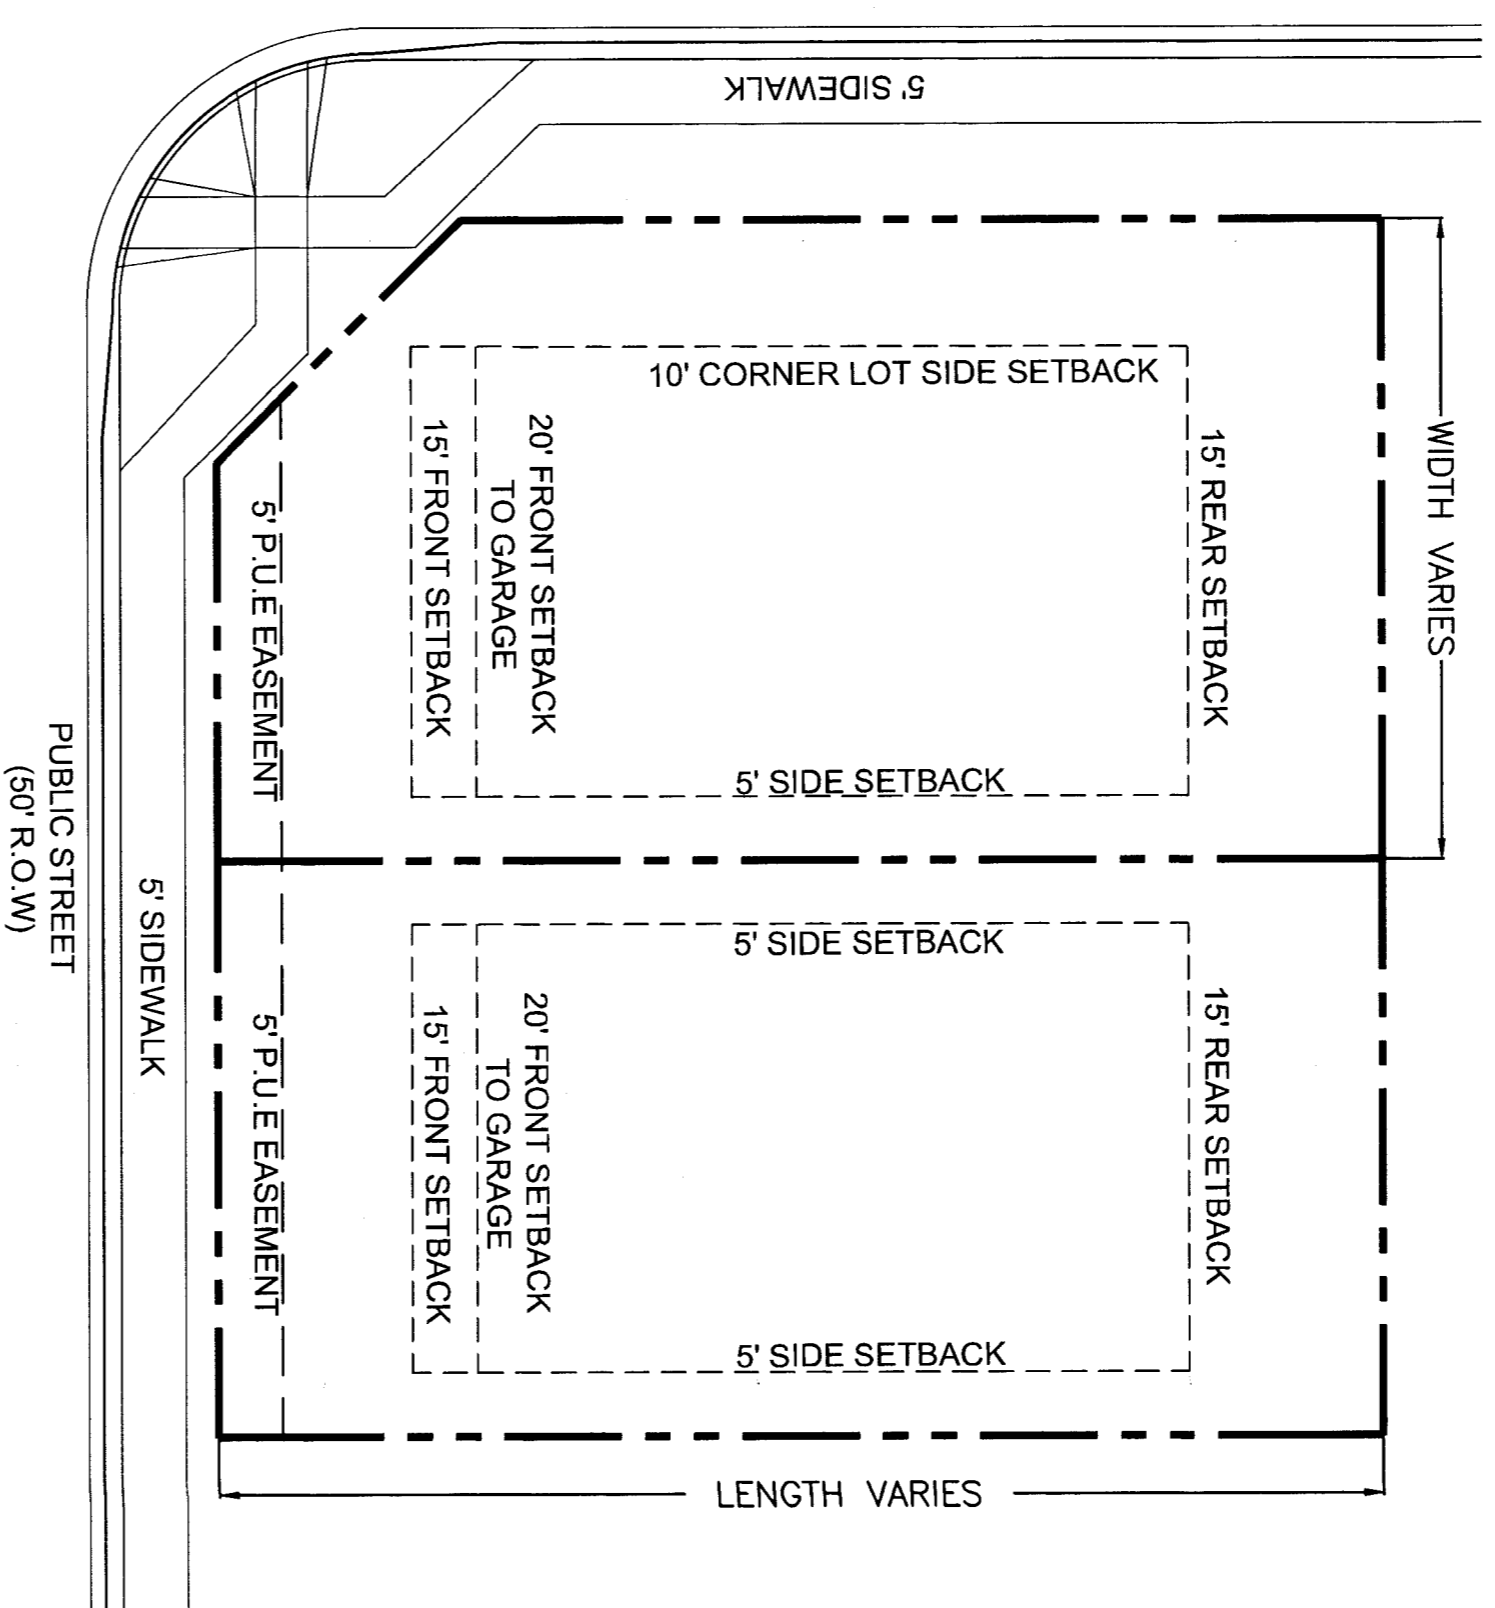 5' SIDEWALK
10' CORNER LOT SIDE SETBACK
15' FRONT SETBACK
20' FRONT SETBACK
TO GARAGE
15' REAR SETBACK
WIDTH VARIES
5' P.U.E EASEMENT
5' SIDE SETBACK
PUBLIC STREET
(50' R.O.W)
5' SIDEWALK
5' SIDE SETBACK
5' P.U.E EASEMENT
15' FRONT SETBACK
20' FRONT SETBACK
TO GARAGE
15' REAR SETBACK
5' SIDE SETBACK
LENGTH VARIES